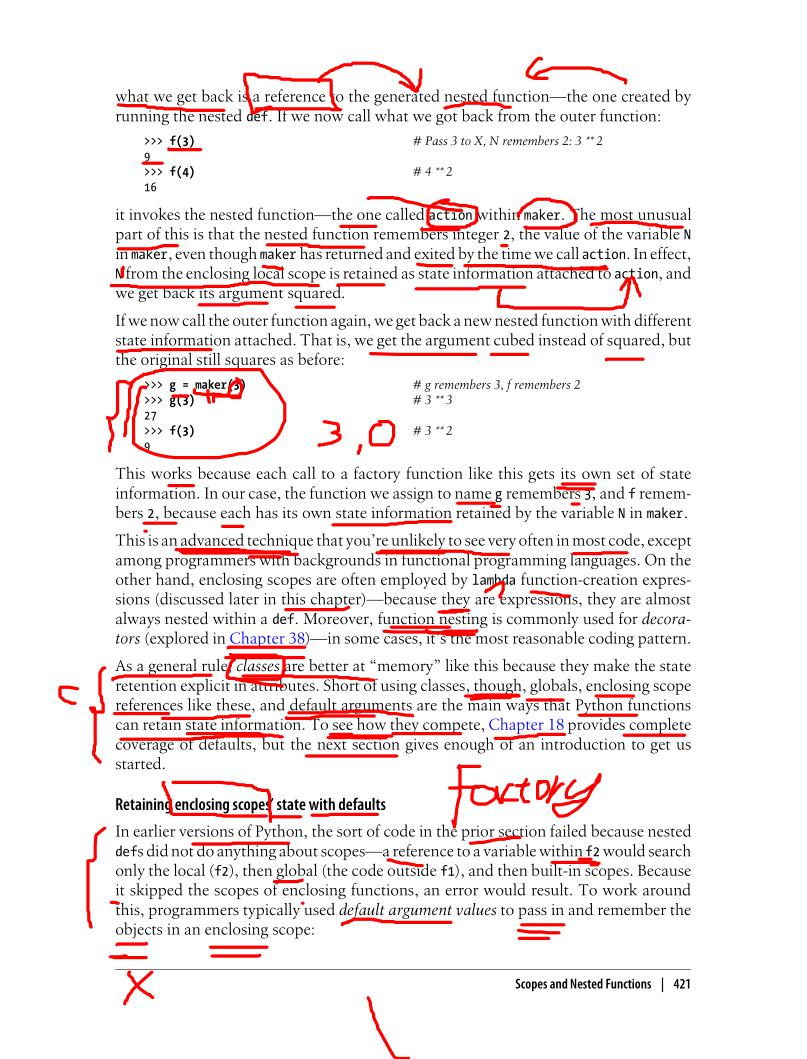 what we get back is a reference to the generated nested function—the one created by
running the nested def. If we now call what we got back from the outer function:
>>> f(3) # Pass 3 to X, N remembers 2: 3 ** 2
9
>>> f(4) # 4 ** 2
16
it invokes the nested function—the one called action within maker. The most unusual
part of this is that the nested function remembers integer 2, the value of the variable N
in maker, even though maker has returned and exited by the time we call action. In effect,
N from the enclosing local scope is retained as state information attached to action, and
we get back its argument squared.
If we now call the outer function again, we get back a new nested function with different
state information attached. That is, we get the argument cubed instead of squared, but
the original still squares as before:
>>> g = maker(3) # g remembers 3, f remembers 2
>>> g(3) # 3 ** 3
27
>>> f(3) # 3 ** 2
9
3,0
This works because each call to a factory function like this gets its own set of state
information. In our case, the function we assign to name g remembers 3, and f remem-
bers 2, because each has its own state information retained by the variable N in maker.
This is an advanced technique that you're unlikely to see very often in most code, except
among programmers with backgrounds in functional programming languages. On the
other hand, enclosing scopes are often employed by lambda function-creation expres-
sions (discussed later in this chapter)—because they are expressions, they are almost
always nested within a def. Moreover, function nesting is commonly used for decora-
tors (explored in Chapter 38)—in some cases, it's the most reasonable coding pattern.
As a general rule, classes are better at “memory” like this because they make the state
retention explicit in attributes. Short of using classes, though, globals, enclosing scope
references like these, and default arguments are the main ways that Python functions
can retain state information. To see how they compete, Chapter 18 provides complete
coverage of defaults, but the next section gives enough of an introduction to get us
started.
Factory
Retaining enclosing scopes' state with defaults
In earlier versions of Python, the sort of code in the prior section failed because nested
defs did not do anything about scopes—a reference to a variable within f2 would search
only the local (f2), then global (the code outside f1), and then built-in scopes. Because
it skipped the scopes of enclosing functions, an error would result. To work around
this, programmers typically used default argument values to pass in and remember the
objects in an enclosing scope:
X
Scopes and Nested Functions | 421